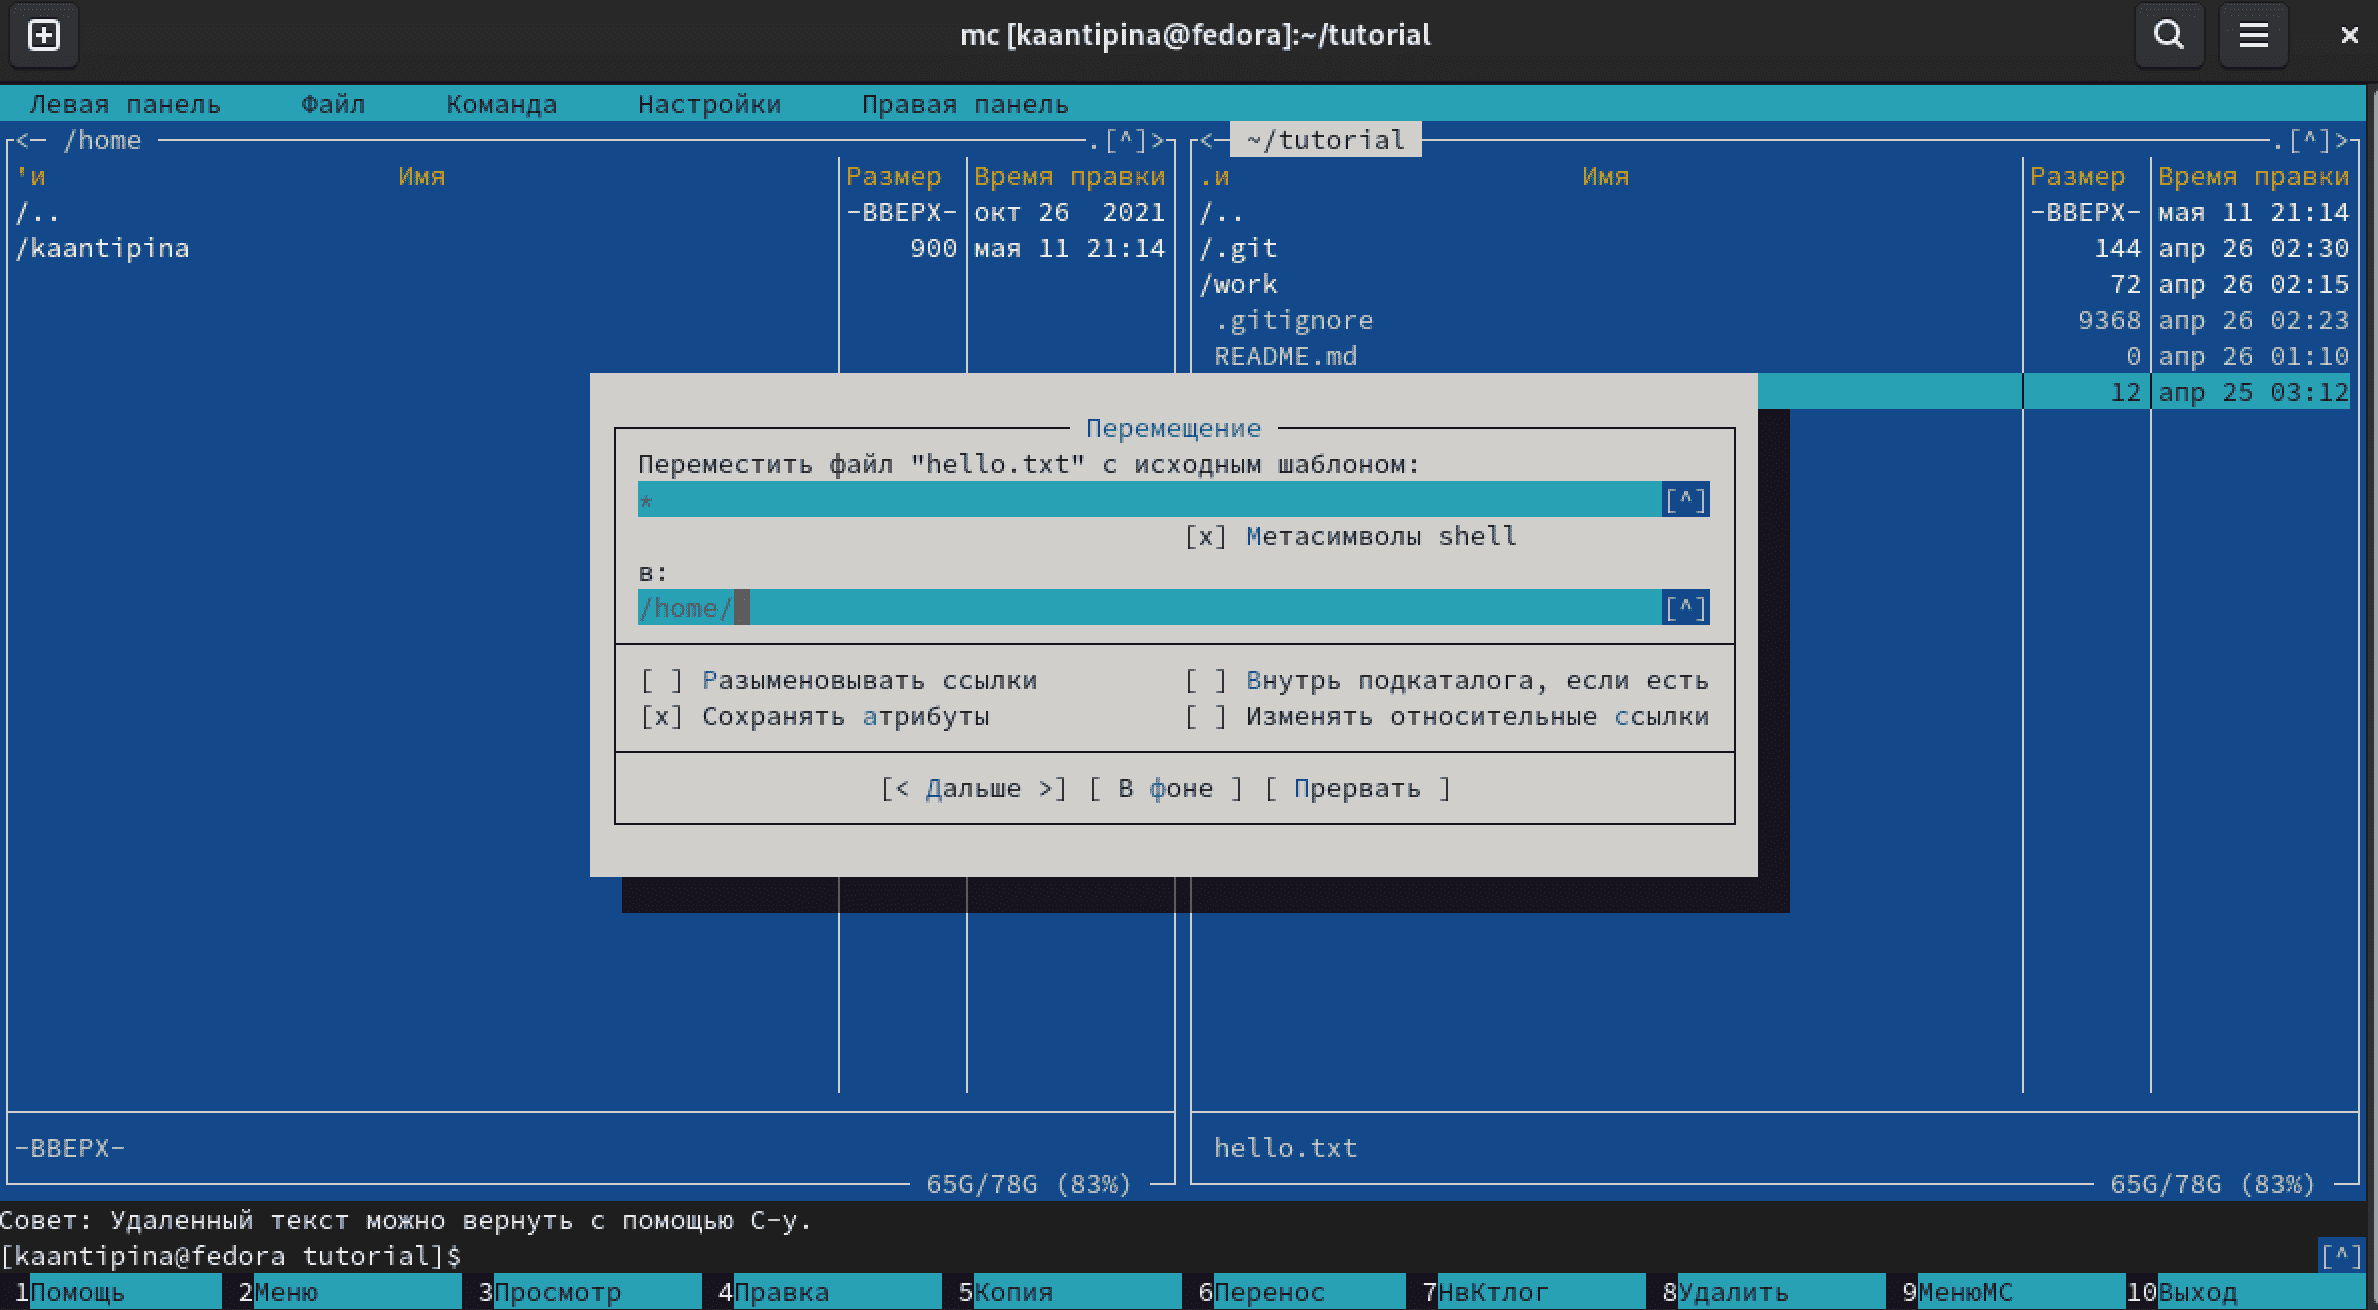 mc [kaantipina@fedora]:~/tutorial
Левая панель Файл Команда Настройки Правая панель
<— /home .[^]> <— ~/tutorial .[^]>
'и Имя Размер Время правки .и Имя Размер Время правки
/.. -ВВЕРХ- окт 26 2021 /.. -ВВЕРХ- мая 11 21:14
/kaantipina 900 мая 11 21:14 /.git 144 апр 26 02:30
/work 72 апр 26 02:15
.gitignore 9368 апр 26 02:23
README.md 0 апр 26 01:10
12 апр 25 03:12
Перемещение
Переместить файл "hello.txt" с исходным шаблоном:
* [^]
[x] Метасимволы shell
в:
/home/ [^]
[ ] Разыменовывать ссылки [ ] Внутрь подкаталога, если есть
[x] Сохранять атрибуты [ ] Изменять относительные ссылки
[< Дальше >] [ В фоне ] [ Прервать ]
-ВВЕРХ- hello.txt
65G/78G (83%) 65G/78G (83%)
Совет: Удаленный текст можно вернуть с помощью C-y.
[kaantipina@fedora tutorial]$ [^]
1Помощь 2Меню 3Просмотр 4Правка 5Копия 6Перенос 7НвКтлог 8Удалить 9МенюMC 10Выход